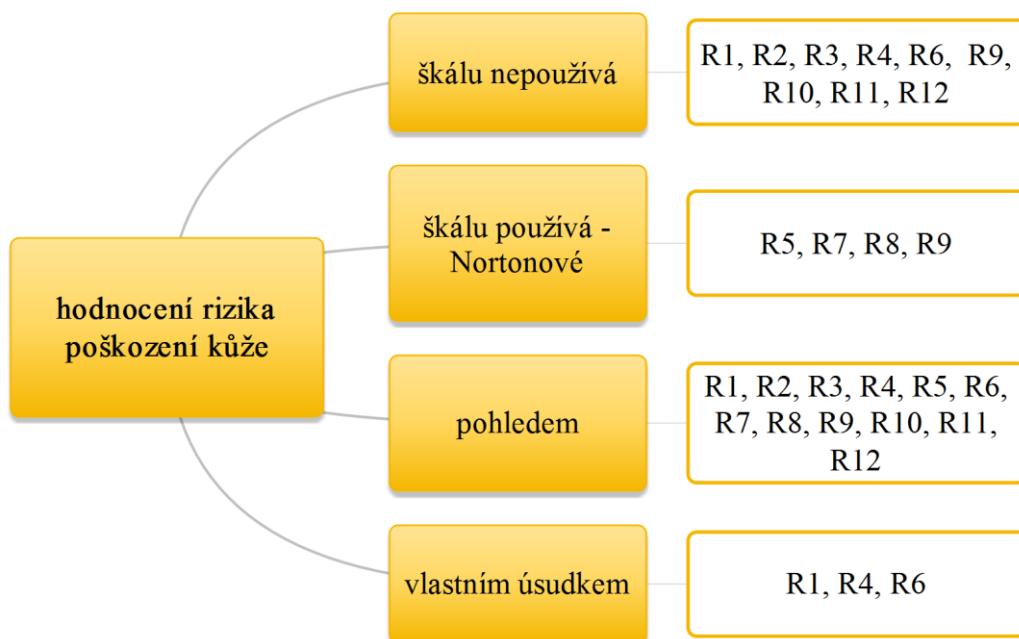 hodnocení rizika
poškození kůže
škálu nepoužívá
R1, R2, R3, R4, R6, R9,
R10, R11, R12
škálu používá -
Nortonové
R5, R7, R8, R9
pohledem
R1, R2, R3, R4, R5, R6,
R7, R8, R9, R10, R11,
R12
vlastním úsudkem
R1, R4, R6